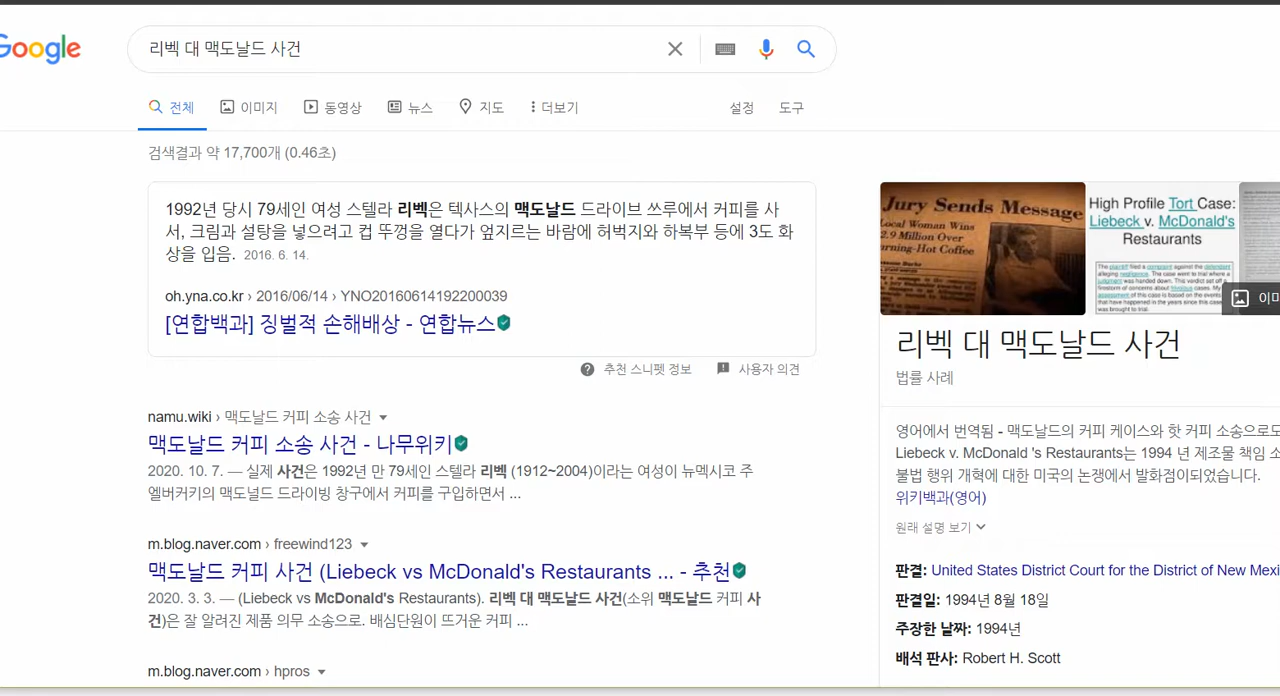 Google
리벡 대 맥도날드 사건
전체 이미지 동영상 뉴스 지도 더보기 설정 도구
검색결과 약 17,700개 (0.46초)
1992년 당시 79세인 여성 스텔라 리벡은 텍사스의 맥도날드 드라이브 쓰루에서 커피를 사
서, 크림과 설탕을 넣으려고 컵 뚜껑을 열다가 엎지르는 바람에 허벅지와 하복부 등에 3도 화
상을 입음. 2016. 6. 14.
oh.yna.co.kr › 2016/06/14 › YNO20160614192200039
[연합백과] 징벌적 손해배상 - 연합뉴스
추천 스니펫 정보 사용자 의견
namu.wiki › 맥도날드 커피 소송 사건
맥도날드 커피 소송 사건 - 나무위키
2020. 10. 7. — 실제 사건은 1992년 만 79세인 스텔라 리벡 (1912~2004)이라는 여성이 뉴멕시코 주
엘버커키의 맥도널드 드라이빙 창구에서 커피를 구입하면서 ...
m.blog.naver.com › freewind123
맥도날드 커피 사건 (Liebeck vs McDonald's Restaurants ... - 추천
2020. 3. 3. — (Liebeck vs McDonald's Restaurants). 리벡 대 맥도날드 사건(소위 맥도날드 커피 사
건)은 잘 알려진 제품 의무 소송으로. 배심단원이 뜨거운 커피 ...
m.blog.naver.com › hpros
Jury Sends Message
Local Woman Wins
2.9 Million Over
Burning-Hot Coffee
High Profile Tort Case:
Liebeck v. McDonald's
Restaurants
이미
리벡 대 맥도날드 사건
법률 사례
영어에서 번역됨 - 맥도날드의 커피 케이스와 핫 커피 소송으로도
Liebeck v. McDonald 's Restaurants는 1994 년 제조물 책임 소
불법 행위 개혁에 대한 미국의 논쟁에서 발화점이되었습니다.
위키백과(영어)
원래 설명 보기
판결: United States District Court for the District of New Mexi
판결일: 1994년 8월 18일
주장한 날짜: 1994년
배석 판사: Robert H. Scott